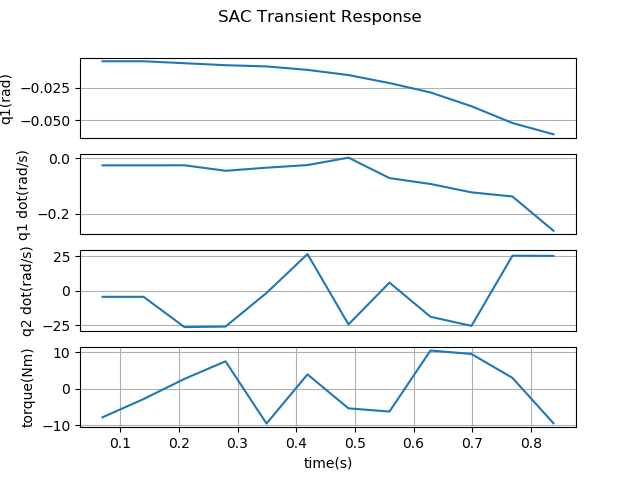 SAC Transient Response
q1(rad)
−0.025
−0.050
q1 dot(rad/s)
0.0
−0.2
q2 dot(rad/s)
25
0
−25
torque(Nm)
10
0
−10
0.1 0.2 0.3 0.4 0.5 0.6 0.7 0.8
time(s)